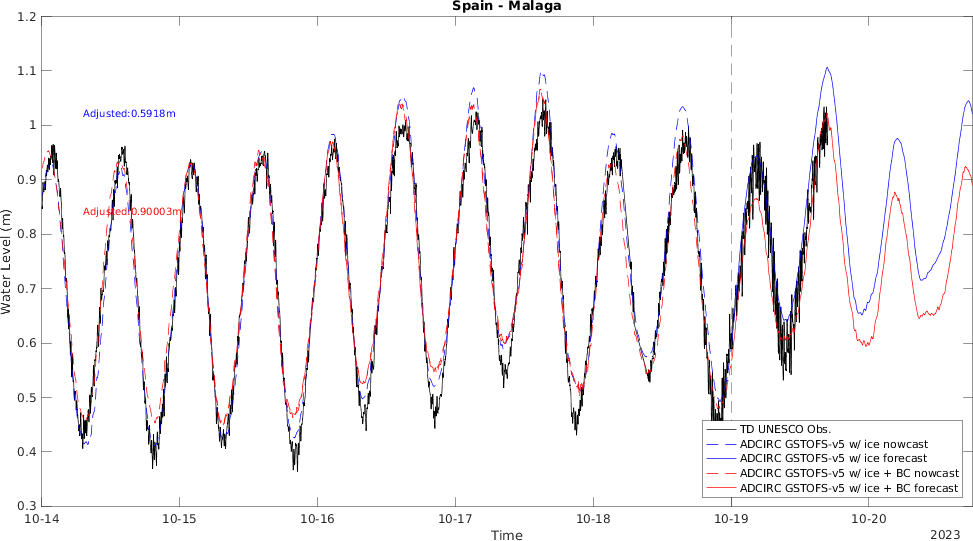 Spain - Malaga
1.2
1.1
1
0.9
0.8
0.7
0.6
0.5
0.4
0.3
Water Level (m)
Adjusted:0.5918m
Adjusted:0.90003m
TD UNESCO Obs.
ADCIRC GSTOFS-v5 w/ ice nowcast
ADCIRC GSTOFS-v5 w/ ice forecast
ADCIRC GSTOFS-v5 w/ ice + BC nowcast
ADCIRC GSTOFS-v5 w/ ice + BC forecast
10-14 10-15 10-16 10-17 10-18 10-19 10-20
Time
2023